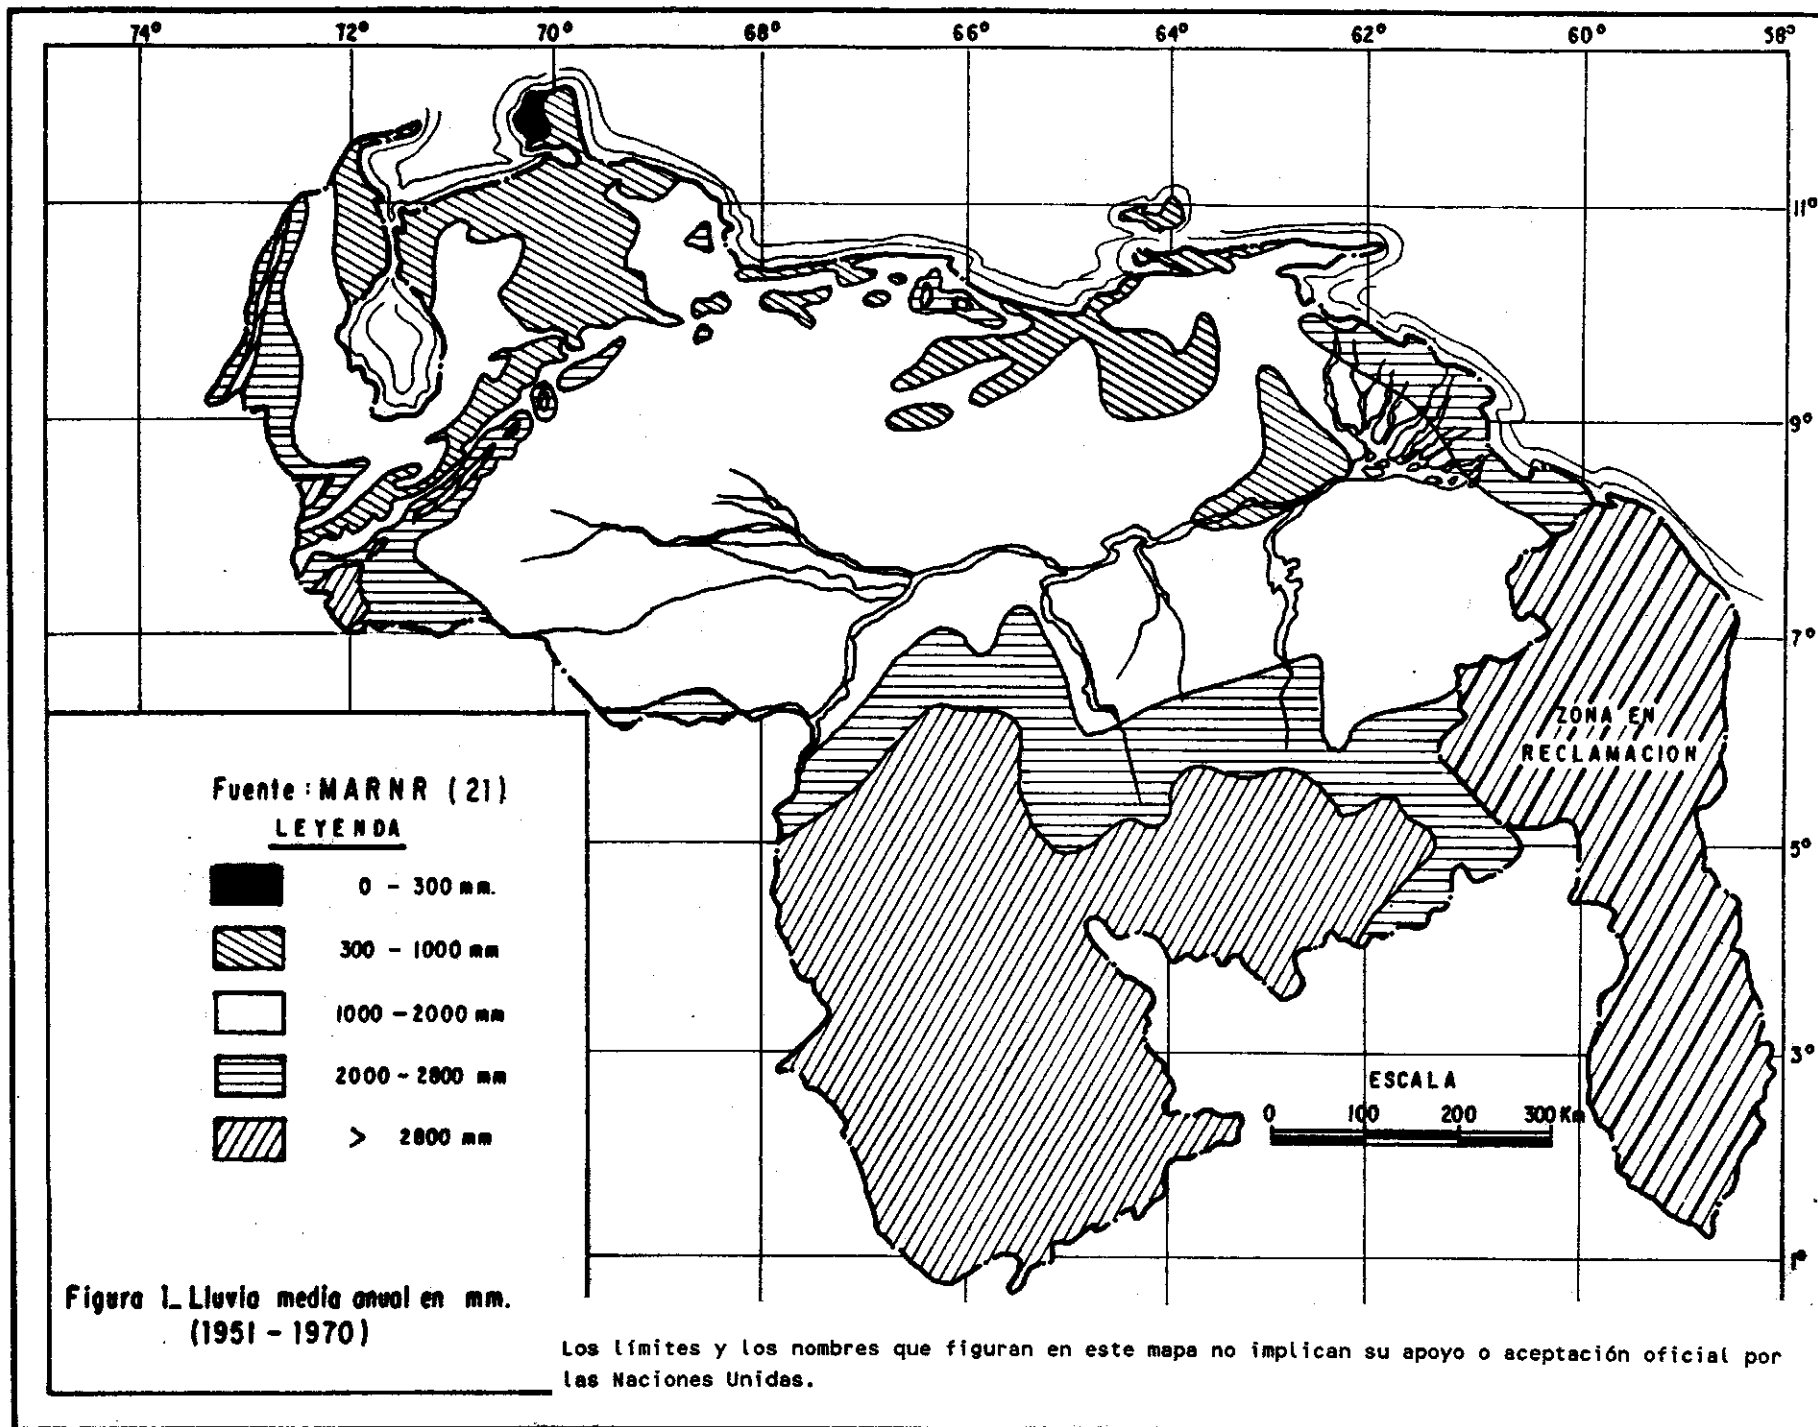 74° 72° 70° 68° 66° 64° 62° 60° 58°
11°
9°
7°
ZONA EN
RECLAMACION
5°
3°
1°
Fuente: MARNR (21)
LEYENDA
0 - 300 mm.
300 - 1000 mm
1000 - 2000 mm
2000 - 2800 mm
> 2800 mm
ESCALA
0 100 200 300 Km
Figura 1_ Lluvia media anual en mm.
(1951 - 1970)
Los límites y los nombres que figuran en este mapa no implican su apoyo o aceptación oficial por
las Naciones Unidas.